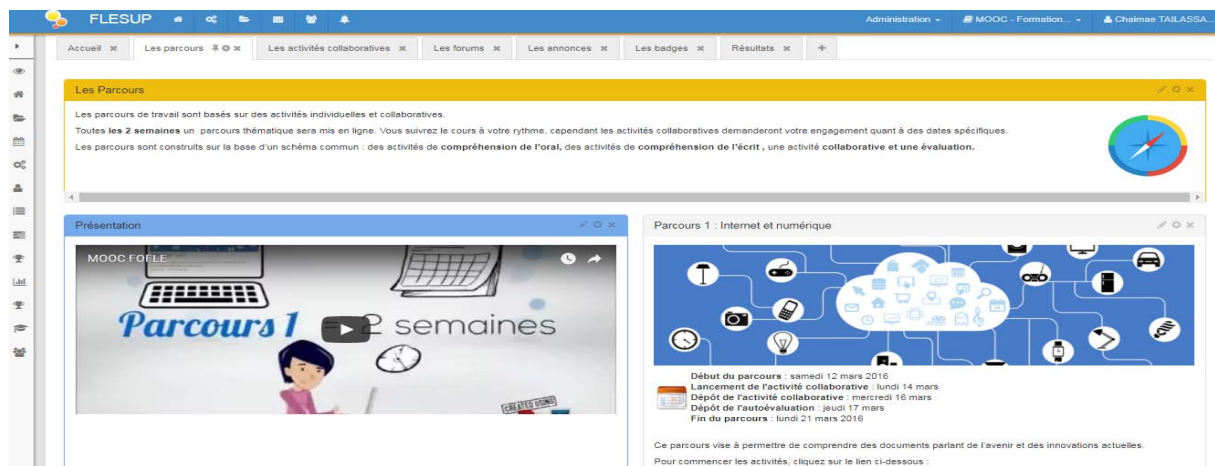 FLESUP
Administration
MOOC - Formation...
Chaimae TAILASSA...
Accueil
Les parcours
Les activités collaboratives
Les forums
Les annonces
Les badges
Résultats
Les Parcours
Les parcours de travail sont basés sur des activités individuelles et collaboratives.
Toutes les 2 semaines un parcours thématique sera mis en ligne. Vous suivrez le cours à votre rythme, cependant les activités collaboratives demanderont votre engagement quant à des dates spécifiques.
Les parcours sont construits sur la base d'un schéma commun : des activités de compréhension de l'oral, des activités de compréhension de l'écrit , une activité collaborative et une évaluation.
Présentation
MOOC FOFLE
Parcours 1 = 2 semaines
CREATED USING
Parcours 1 : Internet et numérique
Début du parcours : samedi 12 mars 2016
Lancement de l'activité collaborative : lundi 14 mars
Dépôt de l'activité collaborative : mercredi 16 mars
Dépôt de l'autoévaluation : jeudi 17 mars
Fin du parcours : lundi 21 mars 2016
Ce parcours vise à permettre de comprendre des documents parlant de l'avenir et des innovations actuelles.
Pour commencer les activités, cliquez sur le lien ci-dessous :